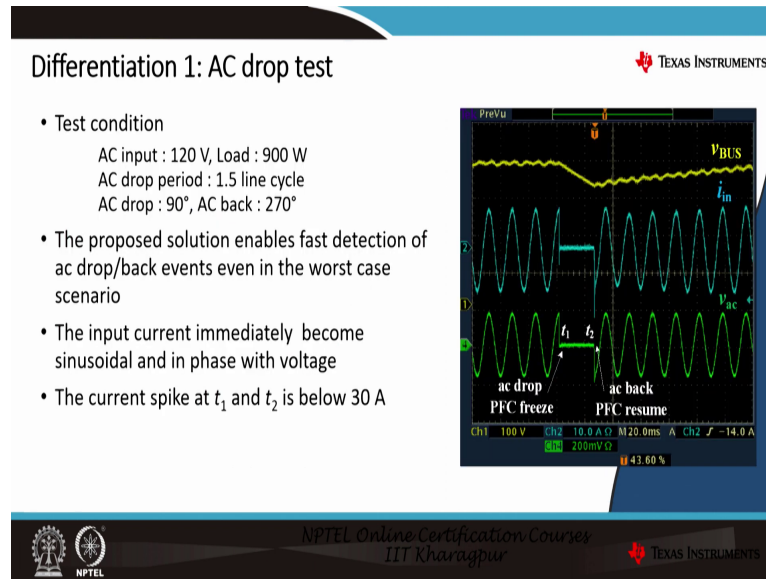 Differentiation 1: AC drop test
TEXAS INSTRUMENTS
• Test condition
AC input : 120 V, Load : 900 W
AC drop period : 1.5 line cycle
AC drop : 90°, AC back : 270°
• The proposed solution enables fast detection of
ac drop/back events even in the worst case
scenario
• The input current immediately become
sinusoidal and in phase with voltage
• The current spike at t1 and t2 is below 30 A
PreVu
T
vBUS
iin
2
1
vac
t1 t2
4
ac drop
PFC freeze
ac back
PFC resume
Ch1 100 V Ch2 10.0 A Ω M 20.0ms A Ch2 ∫ −14.0 A
Ch4 200mV Ω
T 43.60 %
NPTEL
NPTEL Online Certification Courses
IIT Kharagpur
TEXAS INSTRUMENTS